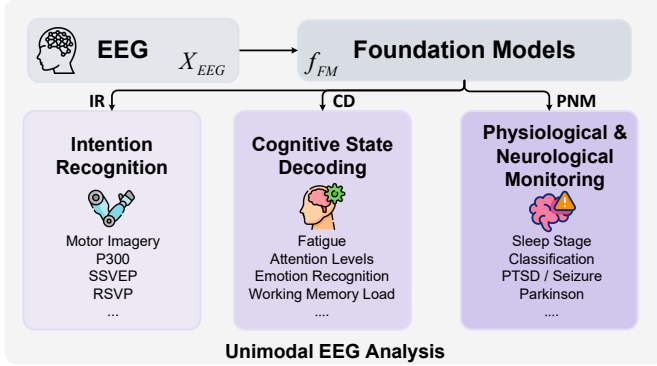 EEG
X_EEG
f_FM
Foundation Models
IR
CD
PNM
Intention
Recognition
Motor Imagery
P300
SSVEP
RSVP
...
Cognitive State
Decoding
Fatigue
Attention Levels
Emotion Recognition
Working Memory Load
....
Physiological &
Neurological
Monitoring
Sleep Stage
Classification
PTSD / Seizure
Parkinson
....
Unimodal EEG Analysis